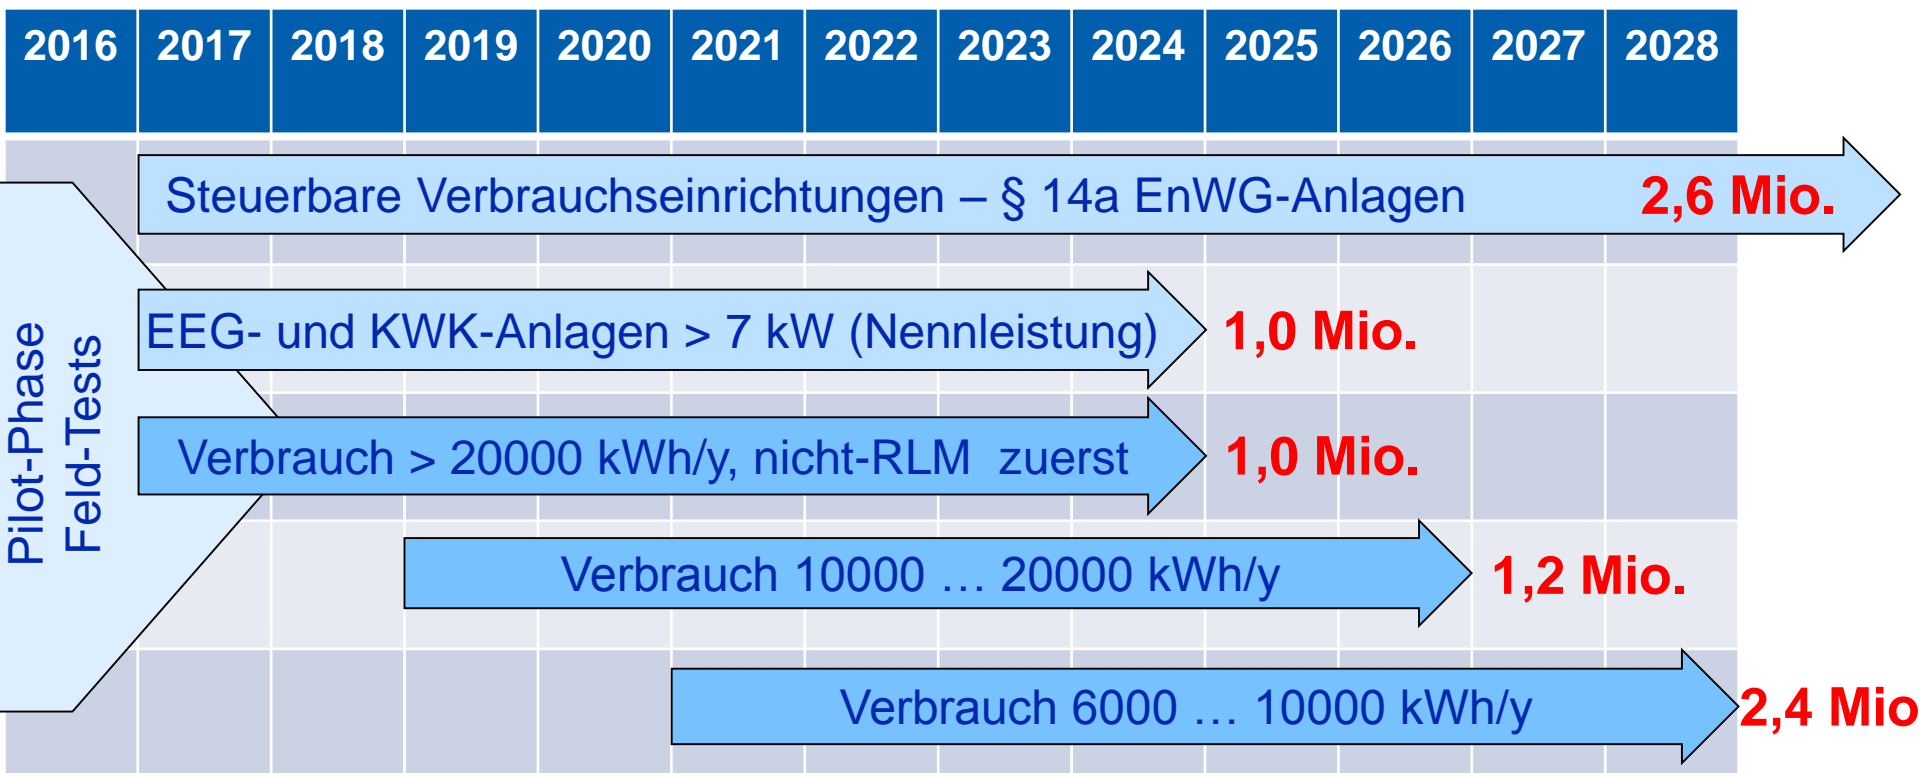 2016 2017 2018 2019 2020 2021 2022 2023 2024 2025 2026 2027 2028
Steuerbare Verbrauchseinrichtungen – § 14a EnWG-Anlagen 2,6 Mio.
Pilot-Phase
Feld-Tests
EEG- und KWK-Anlagen > 7 kW (Nennleistung) 1,0 Mio.
Verbrauch > 20000 kWh/y, nicht-RLM zuerst 1,0 Mio.
Verbrauch 10000 … 20000 kWh/y 1,2 Mio.
Verbrauch 6000 … 10000 kWh/y 2,4 Mio